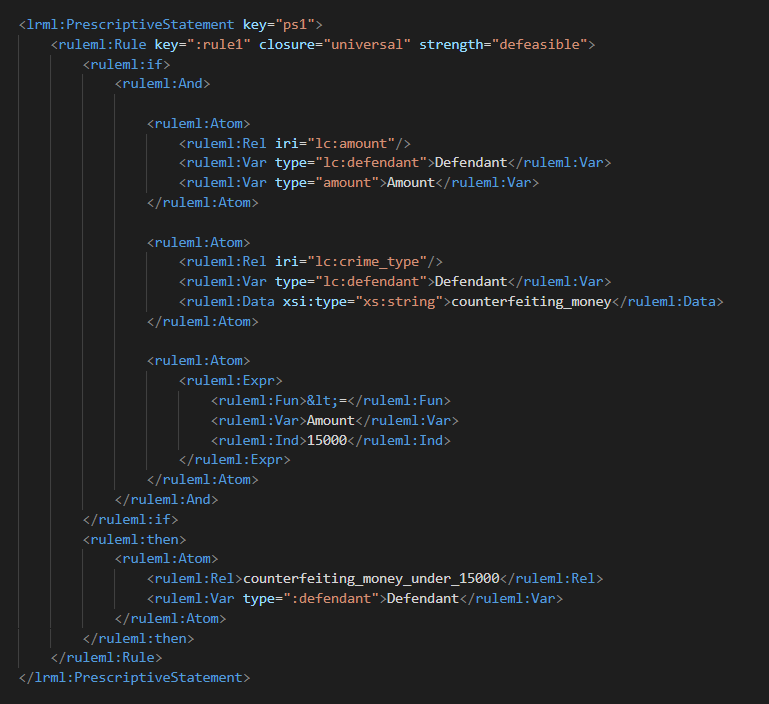 <lrml:PrescriptiveStatement key="ps1">
<ruleml:Rule key=":rule1" closure="universal" strength="defeasible">
<ruleml:if>
<ruleml:And>
<ruleml:Atom>
<ruleml:Rel iri="lc:amount"/>
<ruleml:Var type="lc:defendant">Defendant</ruleml:Var>
<ruleml:Var type="amount">Amount</ruleml:Var>
</ruleml:Atom>
<ruleml:Atom>
<ruleml:Rel iri="lc:crime_type"/>
<ruleml:Var type="lc:defendant">Defendant</ruleml:Var>
<ruleml:Data xsi:type="xs:string">counterfeiting_money</ruleml:Data>
</ruleml:Atom>
<ruleml:Atom>
<ruleml:Expr>
<ruleml:Fun>&lt;=</ruleml:Fun>
<ruleml:Var>Amount</ruleml:Var>
<ruleml:Ind>15000</ruleml:Ind>
</ruleml:Expr>
</ruleml:Atom>
</ruleml:And>
</ruleml:if>
<ruleml:then>
<ruleml:Atom>
<ruleml:Rel>counterfeiting_money_under_15000</ruleml:Rel>
<ruleml:Var type=":defendant">Defendant</ruleml:Var>
</ruleml:Atom>
</ruleml:then>
</ruleml:Rule>
</lrml:PrescriptiveStatement>